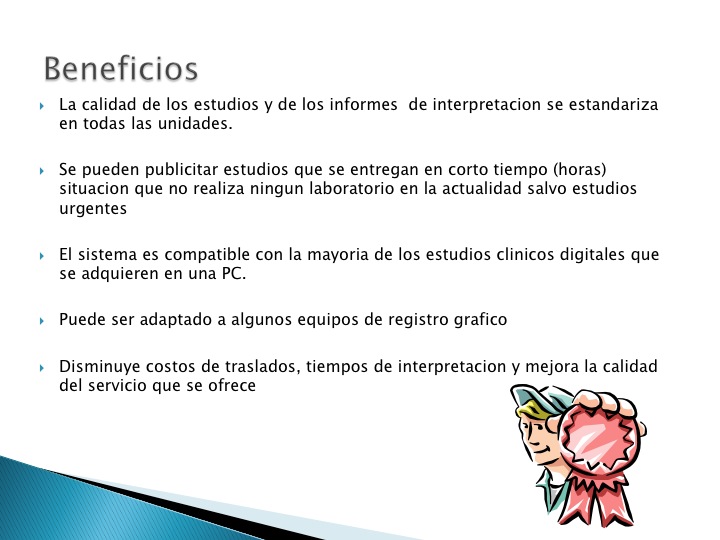 Beneficios
La calidad de los estudios y de los informes  de interpretacion se estandariza
en todas las unidades.
Se pueden publicitar estudios que se entregan en corto tiempo (horas)
situacion que no realiza ningun laboratorio en la actualidad salvo estudios
urgentes
El sistema es compatible con la mayoria de los estudios clinicos digitales que
se adquieren en una PC.
Puede ser adaptado a algunos equipos de registro grafico
Disminuye costos de traslados, tiempos de interpretacion y mejora la calidad
del servicio que se ofrece